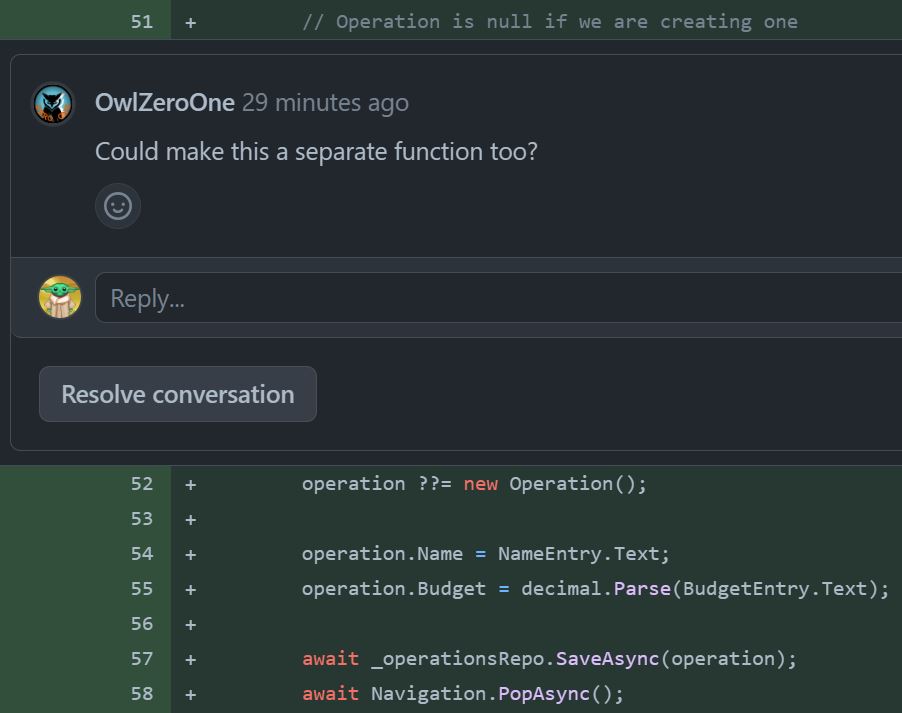 51 + // Operation is null if we are creating one
OwlZeroOne 29 minutes ago
Could make this a separate function too?
Reply...
Resolve conversation
52 + operation ??= new Operation();
53 +
54 + operation.Name = NameEntry.Text;
55 + operation.Budget = decimal.Parse(BudgetEntry.Text);
56 +
57 + await _operationsRepo.SaveAsync(operation);
58 + await Navigation.PopAsync();